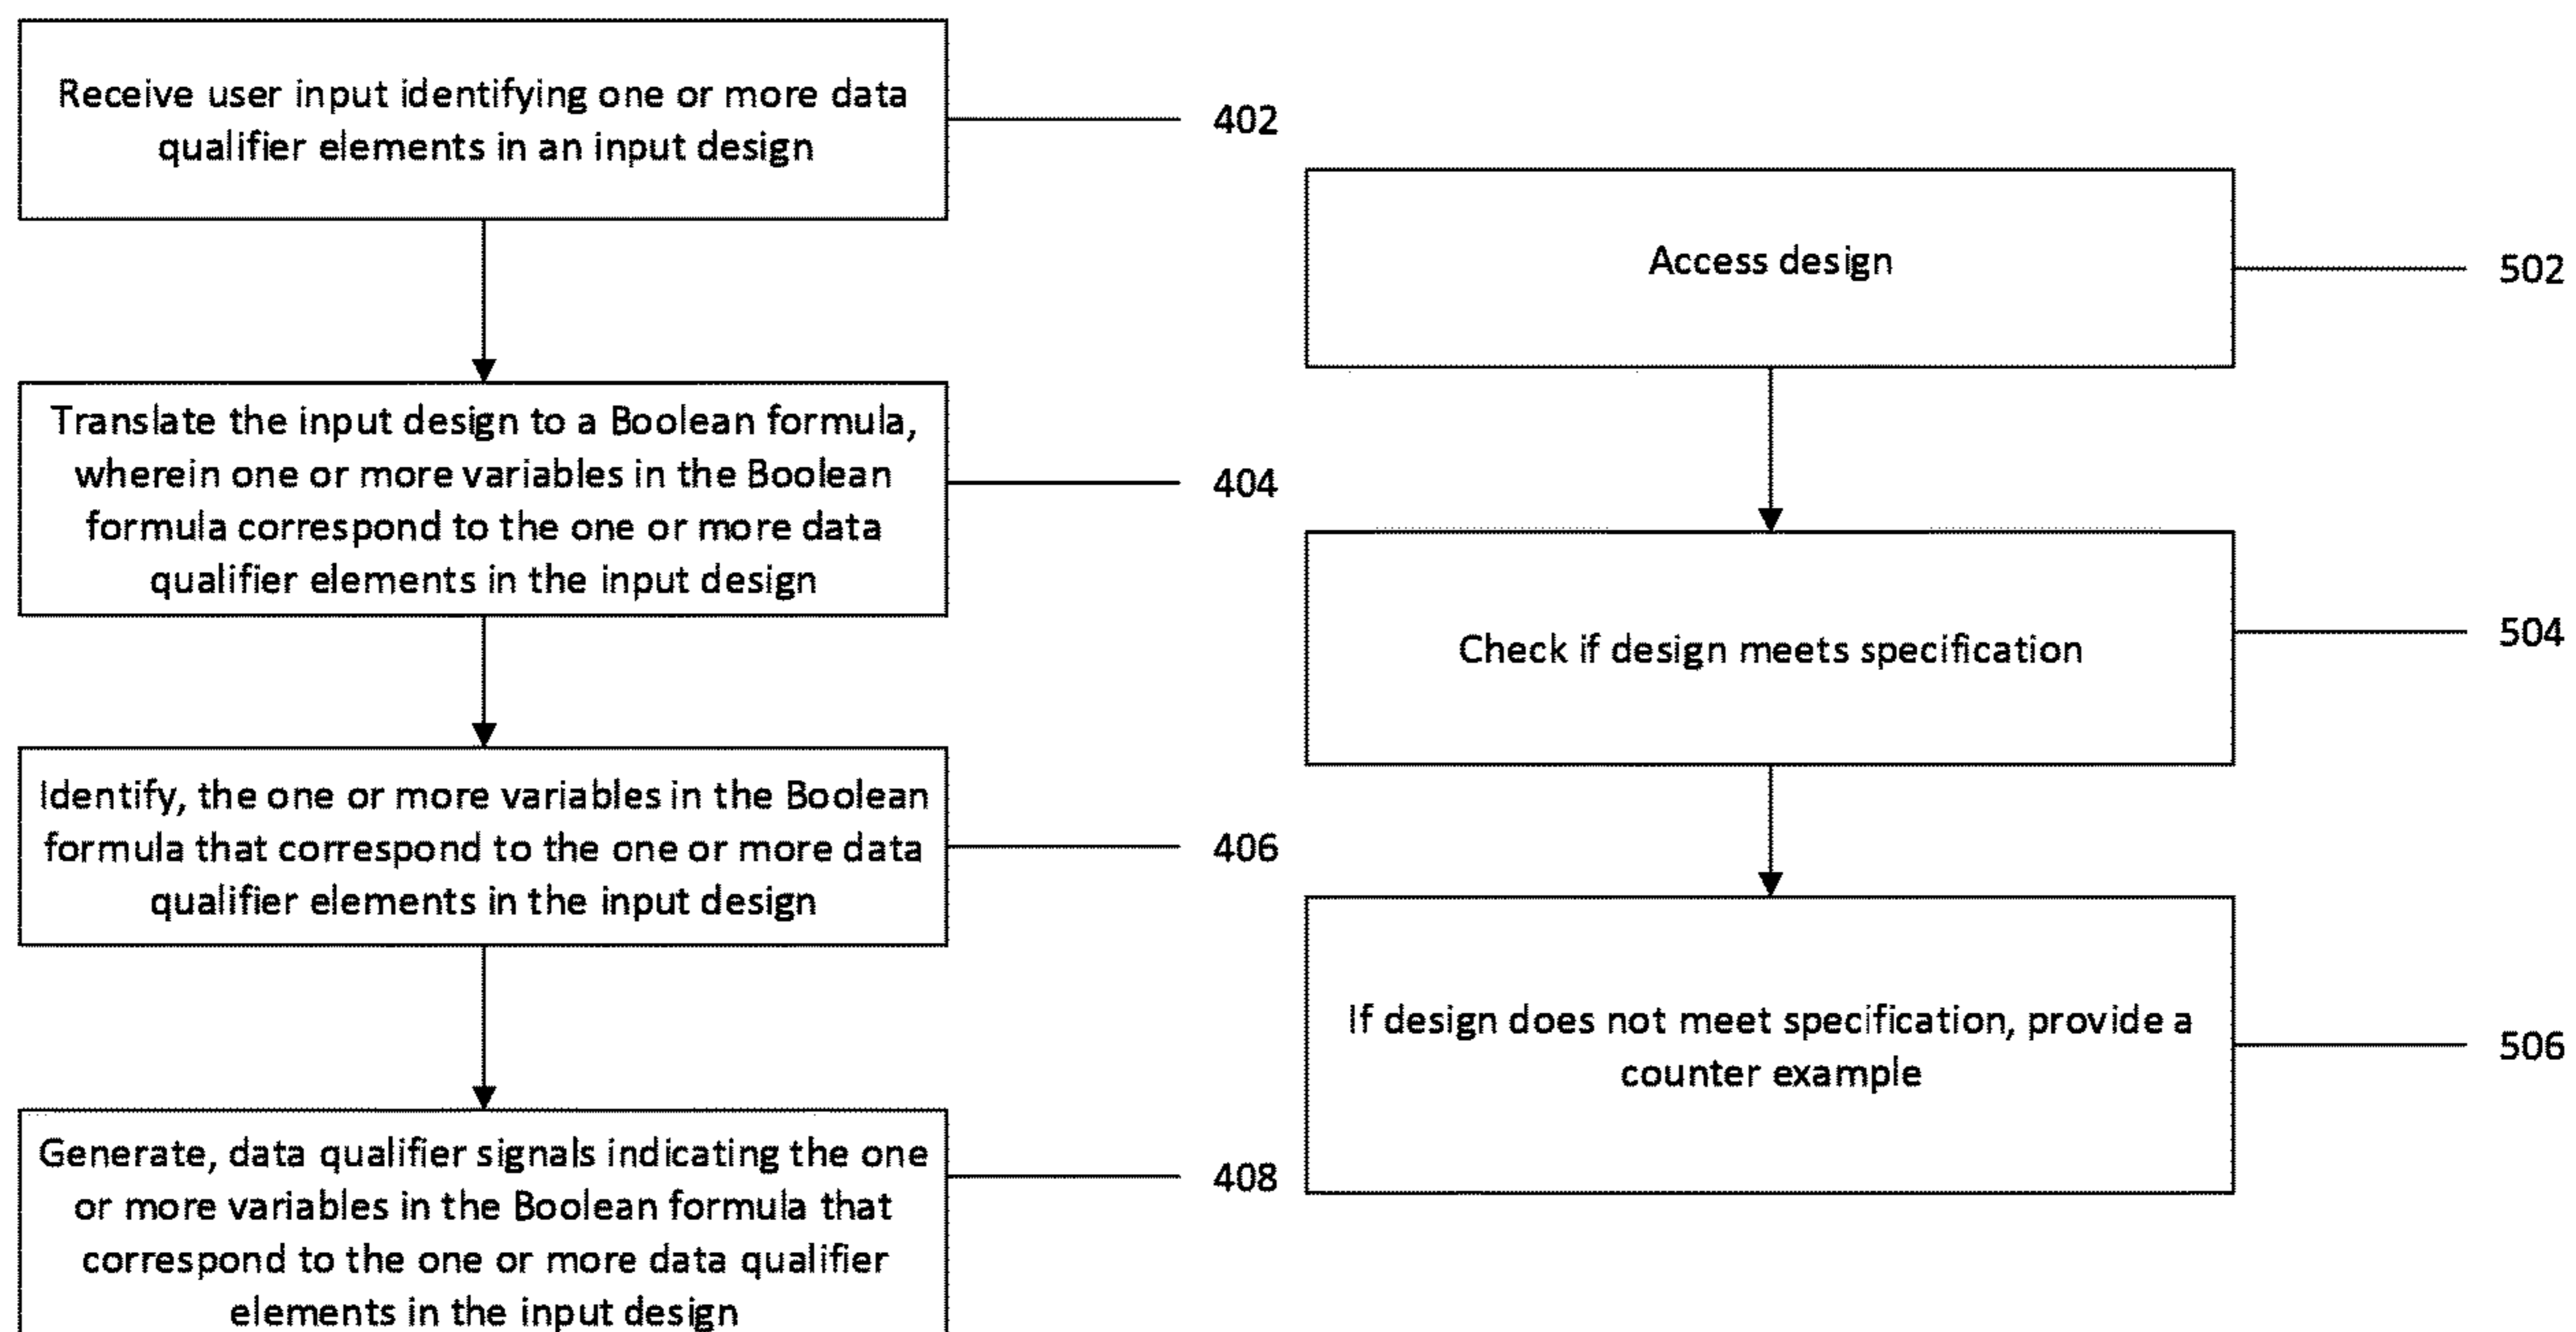 Receive user input identifying one or more data
qualifier elements in an input design
402
Translate the input design to a Boolean formula,
wherein one or more variables in the Boolean
formula correspond to the one or more data
qualifier elements in the input design
404
Identify, the one or more variables in the Boolean
formula that correspond to the one or more data
qualifier elements in the input design
406
Generate, data qualifier signals indicating the one
or more variables in the Boolean formula that
correspond to the one or more data qualifier
elements in the input design
408
Access design
502
Check if design meets specification
504
If design does not meet specification, provide a
counter example
506